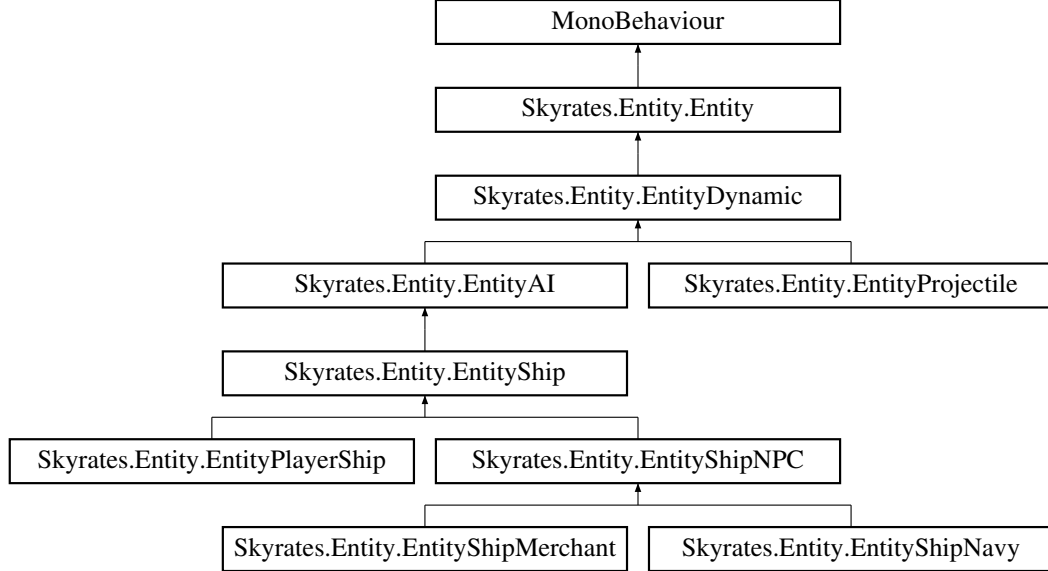 MonoBehaviour
Skyrates.Entity.Entity
Skyrates.Entity.EntityDynamic
Skyrates.Entity.EntityAI
Skyrates.Entity.EntityProjectile
Skyrates.Entity.EntityShip
Skyrates.Entity.EntityPlayerShip
Skyrates.Entity.EntityShipNPC
Skyrates.Entity.EntityShipMerchant
Skyrates.Entity.EntityShipNavy